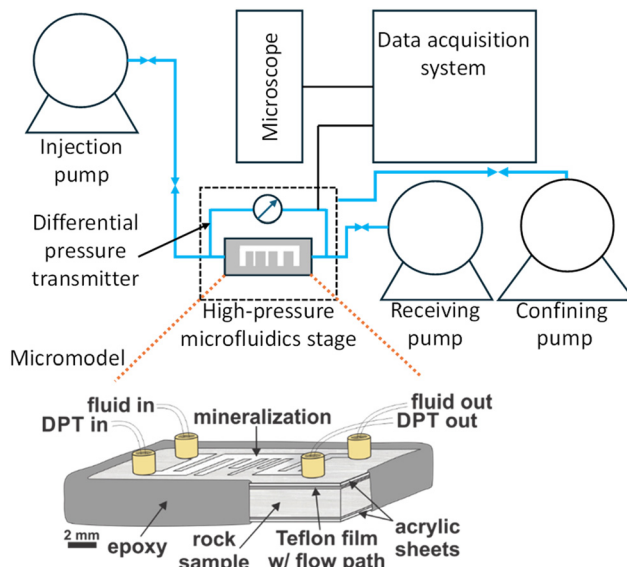 Injection
pump
Microscope
Data acquisition
system
Differential
pressure
transmitter
High-pressure
microfluidics stage
Receiving
pump
Confining
pump
Micromodel
fluid in
DPT in
mineralization
fluid out
DPT out
2 mm
epoxy
rock
sample
Teflon film
w/ flow path
acrylic
sheets